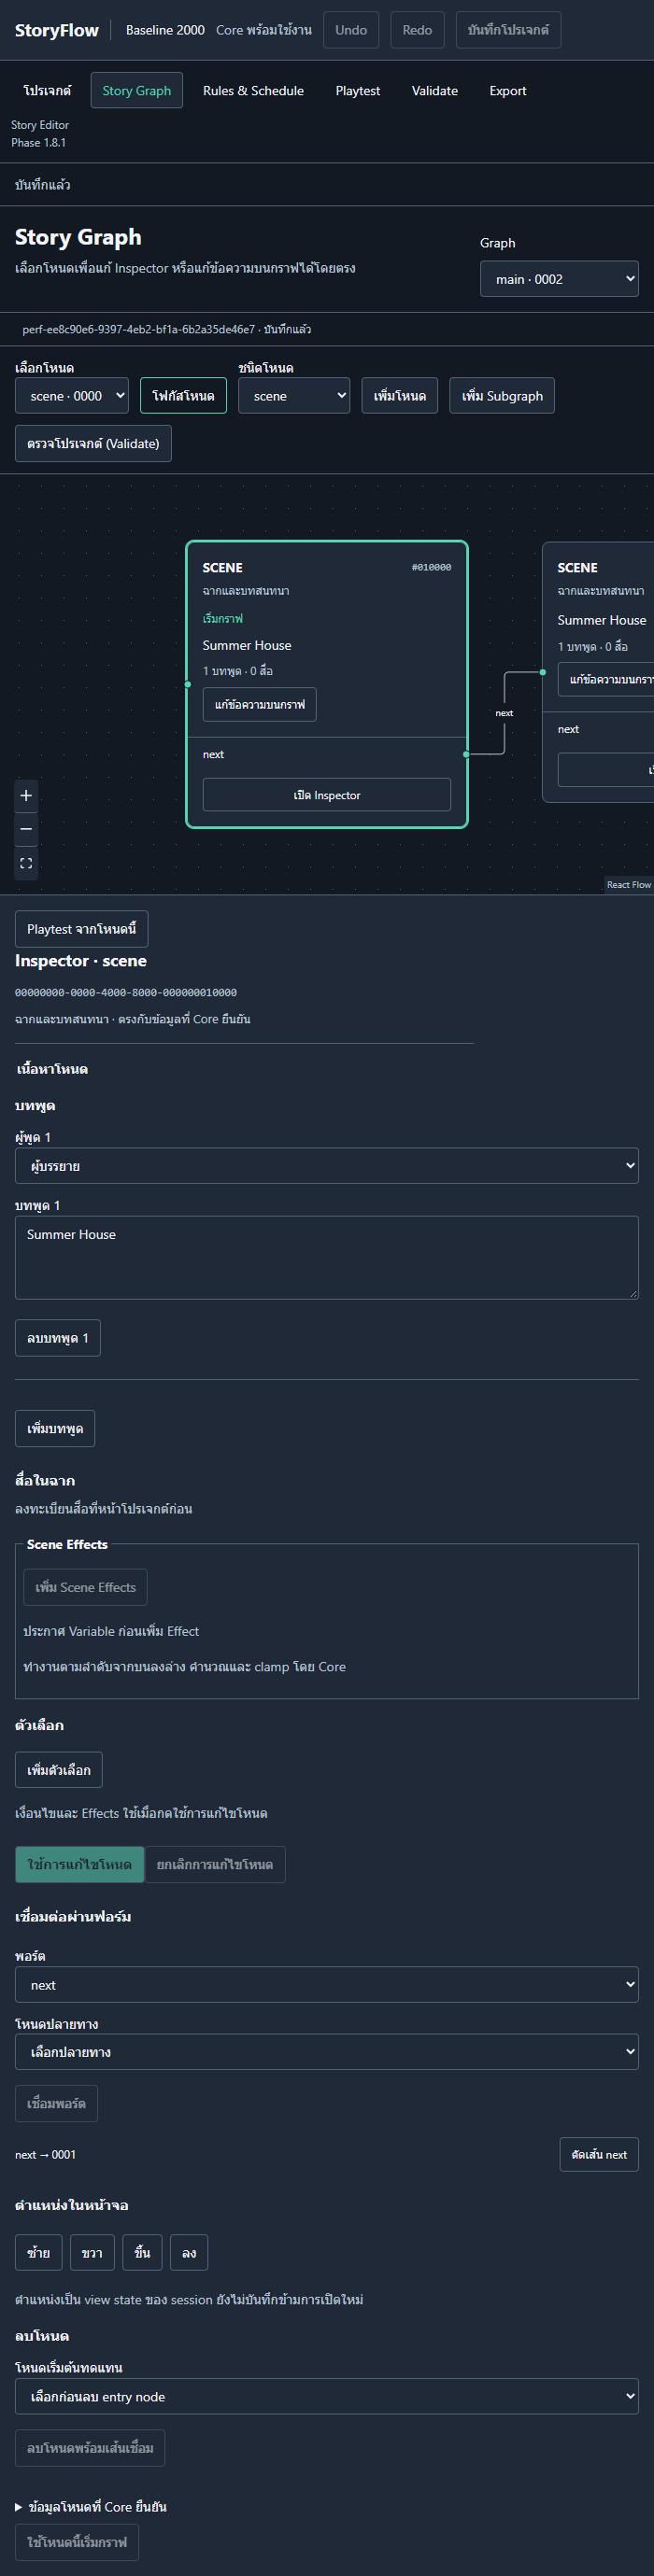 StoryFlow
Baseline 2000
Core พร้อมใช้งาน
Undo
Redo
บันทึกโปรเจกต์
โปรเจกต์
Story Graph
Rules & Schedule
Playtest
Validate
Export
Story Editor
Phase 1.8.1
บันทึกแล้ว
Story Graph
เลือกโหนดเพื่อแก้ Inspector หรือแก้ข้อความบนกราฟได้โดยตรง
Graph
main · 0002
perf-ee8c90e6-9397-4eb2-bf1a-6b2a35de46e7 · บันทึกแล้ว
เลือกโหนด
scene · 0000
โฟกัสโหนด
ชนิดโหนด
scene
เพิ่มโหนด
เพิ่ม Subgraph
ตรวจโปรเจกต์ (Validate)
SCENE
#010000
ฉากและบทสนทนา
เริ่มกราฟ
Summer House
1 บทพูด · 0 สื่อ
แก้ข้อความบนกราฟ
next
เปิด Inspector
next
SCENE
ฉากและบทสนทนา
Summer House
1 บทพูด · 0 สื่อ
แก้ข้อความบนกรา
next
React Flow
Playtest จากโหนดนี้
Inspector · scene
00000000-0000-4000-8000-000000010000
ฉากและบทสนทนา · ตรงกับข้อมูลที่ Core ยืนยัน
เนื้อหาโหนด
บทพูด
ผู้พูด 1
ผู้บรรยาย
บทพูด 1
Summer House
ลบบทพูด 1
เพิ่มบทพูด
สื่อในฉาก
ลงทะเบียนสื่อที่หน้าโปรเจกต์ก่อน
Scene Effects
เพิ่ม Scene Effects
ประกาศ Variable ก่อนเพิ่ม Effect
ทำงานตามลำดับจากบนลงล่าง คำนวณและ clamp โดย Core
ตัวเลือก
เพิ่มตัวเลือก
เงื่อนไขและ Effects ใช้เมื่อกดใช้การแก้ไขโหนด
ใช้การแก้ไขโหนด
ยกเลิกการแก้ไขโหนด
เชื่อมต่อผ่านฟอร์ม
พอร์ต
next
โหนดปลายทาง
เลือกปลายทาง
เชื่อมพอร์ต
next → 0001
ตัดเส้น next
ตำแหน่งในหน้าจอ
ซ้าย
ขวา
ขึ้น
ลง
ตำแหน่งเป็น view state ของ session ยังไม่บันทึกข้ามการเปิดใหม่
ลบโหนด
โหนดเริ่มต้นทดแทน
เลือกก่อนลบ entry node
ลบโหนดพร้อมเส้นเชื่อม
ข้อมูลโหนดที่ Core ยืนยัน
ใช้โหนดนี้เริ่มกราฟ